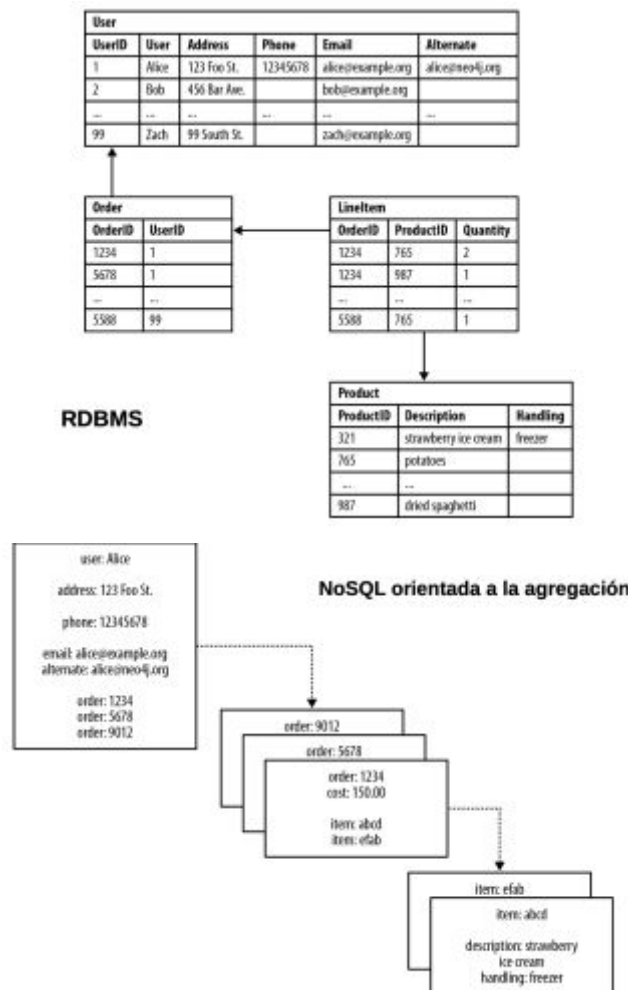 User
UserID User Address Phone Email Alternate
1 Alice 123 Foo St. 12345678 alice@example.org alice@neo4j.org
2 Bob 456 Bar Ave. bob@example.org
... ... ... ... ... ...
99 Zach 99 South St. zach@example.org
Order
OrderID UserID
1234 1
5678 1
... ...
5588 99
LineItem
OrderID ProductID Quantity
1234 765 2
1234 987 1
... ... ...
5588 765 1
RDBMS
Product
ProductID Description Handling
321 strawberry ice cream freezer
765 potatoes
... ...
987 dried spaghetti
NoSQL orientada a la agregación
user: Alice
address: 123 Foo St.
phone: 12345678
email: alice@example.org
alternate: alice@neo4j.org
order: 1234
order: 5678
order: 9012
order: 9012
order: 5678
order: 1234
cost: 150.00
item: abcd
item: efab
item: efab
item: abcd
description: strawberry
ice cream
handling: freezer